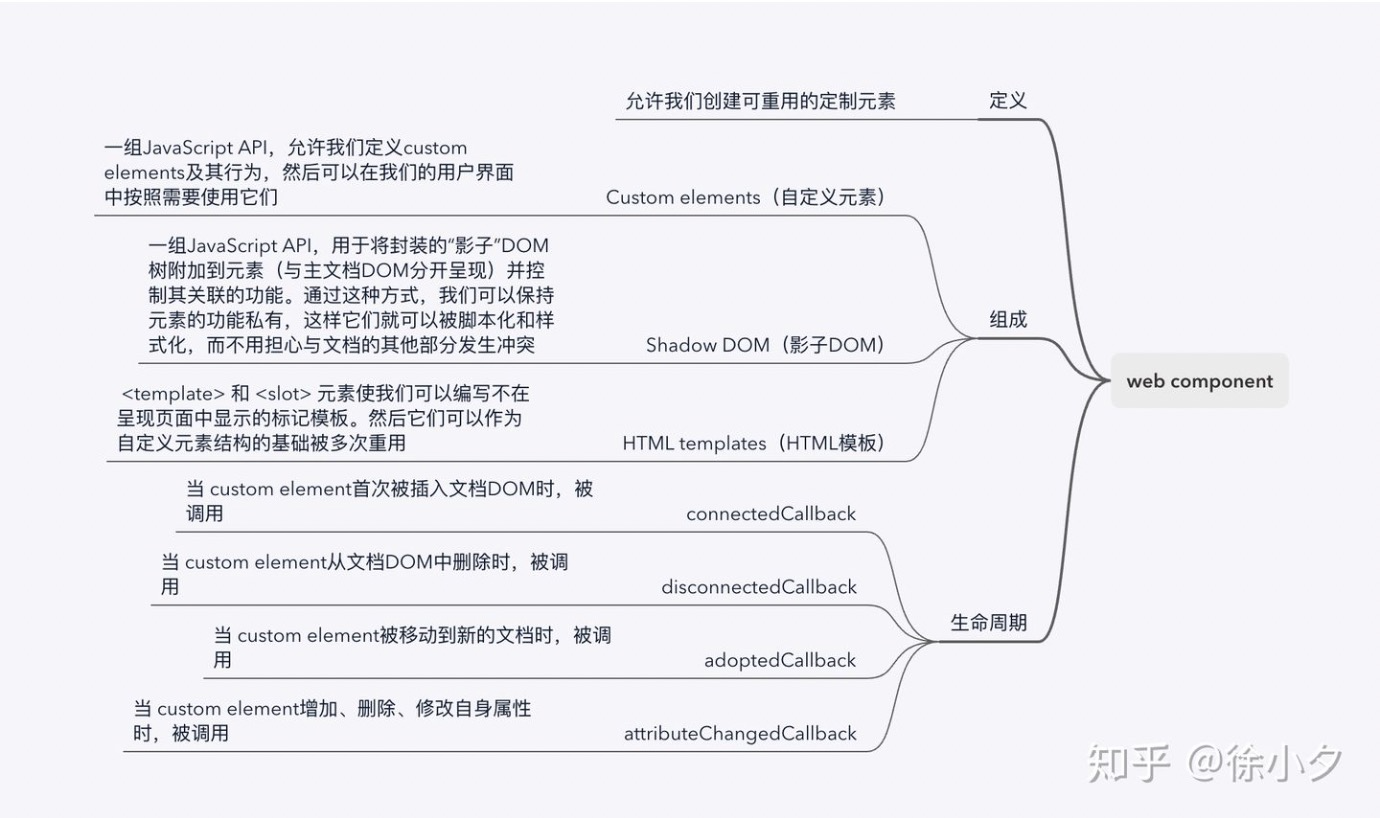 允许我们创建可重用的定制元素
定义
一组JavaScript API，允许我们定义custom
elements及其行为，然后可以在我们的用户界面
中按照需要使用它们
Custom elements（自定义元素）
一组JavaScript API，用于将封装的“影子”DOM
树附加到元素（与主文档DOM分开呈现）并控
制其关联的功能。通过这种方式，我们可以保持
元素的功能私有，这样它们就可以被脚本化和样
式化，而不用担心与文档的其他部分发生冲突
Shadow DOM（影子DOM）
组成
<template> 和 <slot> 元素使我们可以编写不在
呈现页面中显示的标记模板。然后它们可以作为
自定义元素结构的基础被多次重用
HTML templates（HTML模板）
web component
当 custom element首次被插入文档DOM时，被
调用
connectedCallback
当 custom element从文档DOM中删除时，被调
用
disconnectedCallback
生命周期
当 custom element被移动到新的文档时，被调
用
adoptedCallback
当 custom element增加、删除、修改自身属性
时，被调用
attributeChangedCallback
知乎 @徐小夕